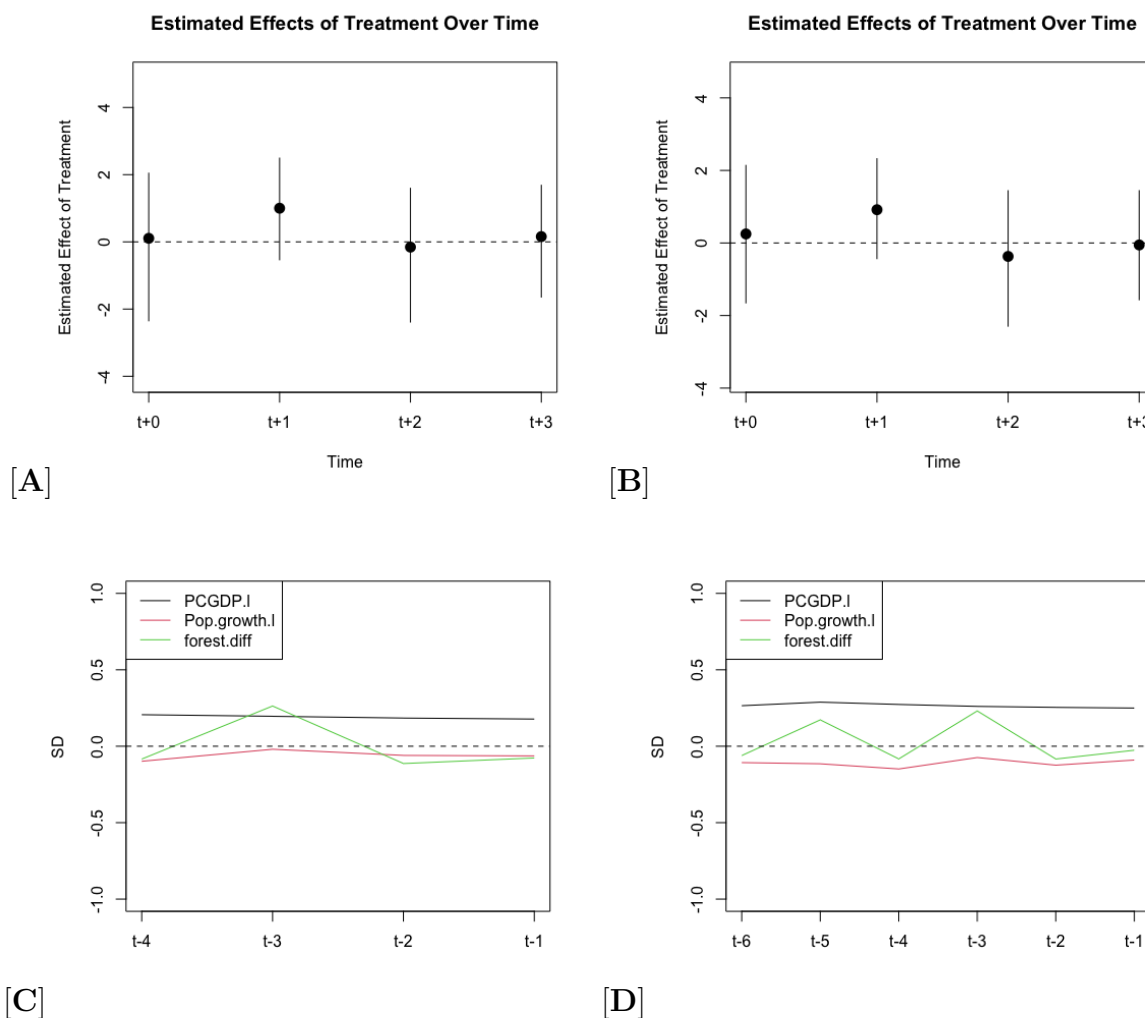 Estimated Effects of Treatment Over Time
Estimated Effect of Treatment
4
2
0
-2
-4
t+0 t+1 t+2 t+3
Time
[A]
Estimated Effects of Treatment Over Time
Estimated Effect of Treatment
4
2
0
-2
-4
t+0 t+1 t+2 t+3
Time
[B]
PCGDP.l
Pop.growth.l
forest.diff
SD
1.0
0.5
0.0
-0.5
-1.0
t-4 t-3 t-2 t-1
[C]
PCGDP.l
Pop.growth.l
forest.diff
SD
1.0
0.5
0.0
-0.5
-1.0
t-6 t-5 t-4 t-3 t-2 t-1
[D]